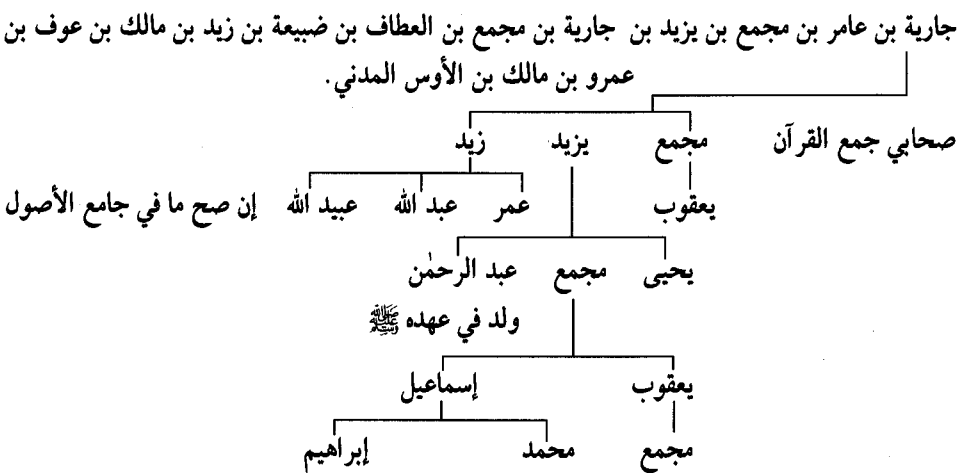 جارية بن عامر بن مجمع بن يزيد بن جارية بن مجمع بن العطاف بن ضبيعة بن زيد بن مالك بن عوف بن
عمرو بن مالك بن الأوس المدني.
صحابي جمع القرآن مجمع يزيد زيد
يعقوب عمر عبد الله عبيد الله إن صح ما في جامع الأصول
يحيى مجمع عبد الرحمٰن
ولد في عهده ﷺ
يعقوب إسماعيل
مجمع محمد إبراهيم